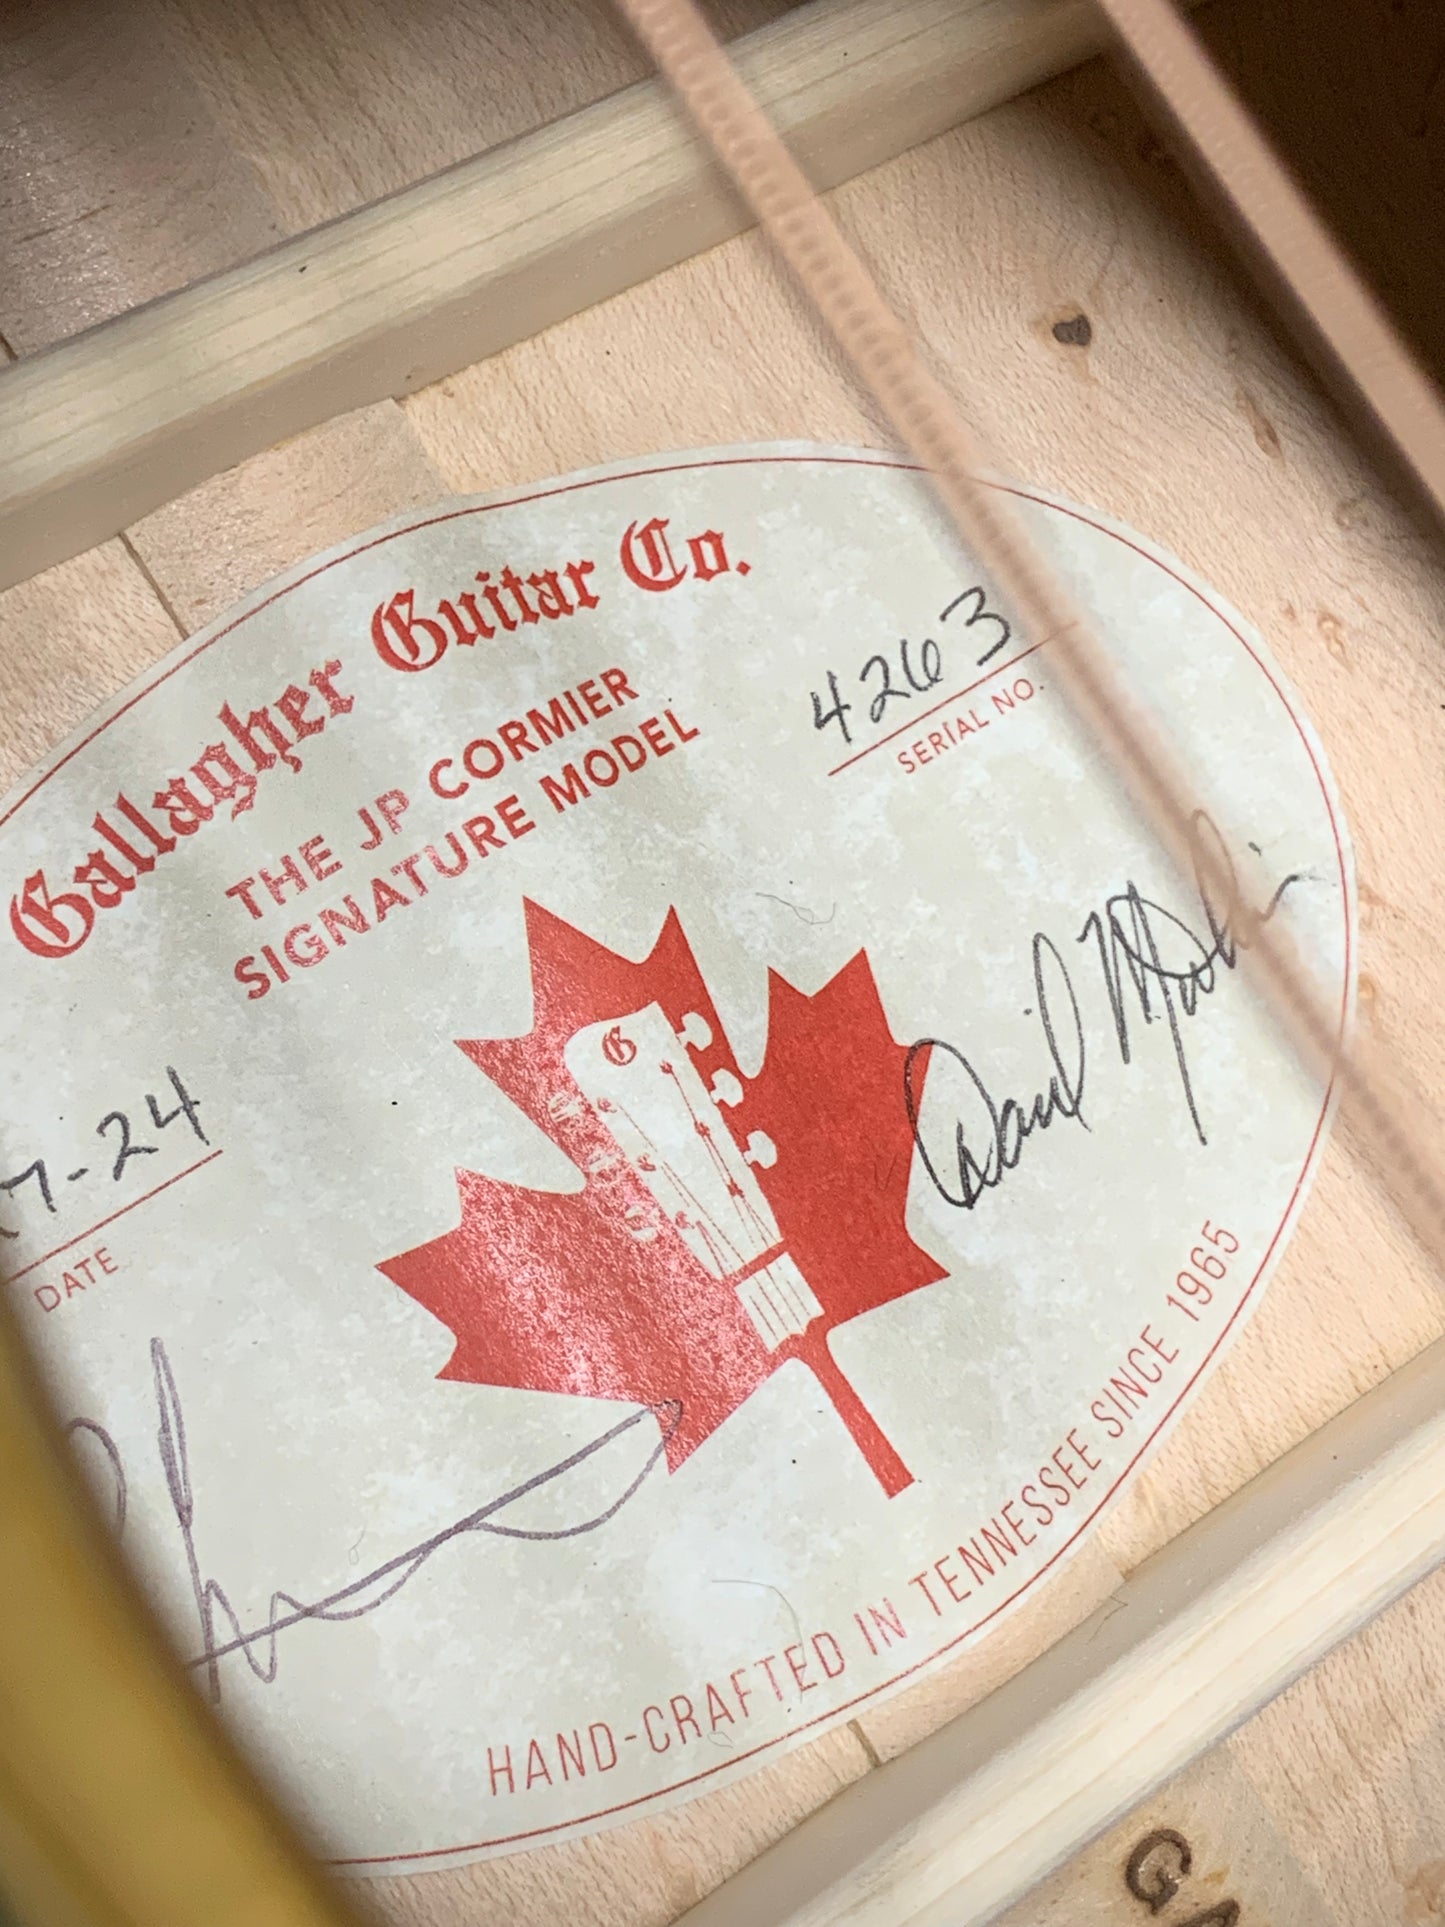 Gallagher Guitar Co.
THE JP CORMIER
SIGNATURE MODEL
4263
SERIAL NO.
G
7-24
DATE
David
HAND-CRAFTED IN TENNESSEE SINCE 1965